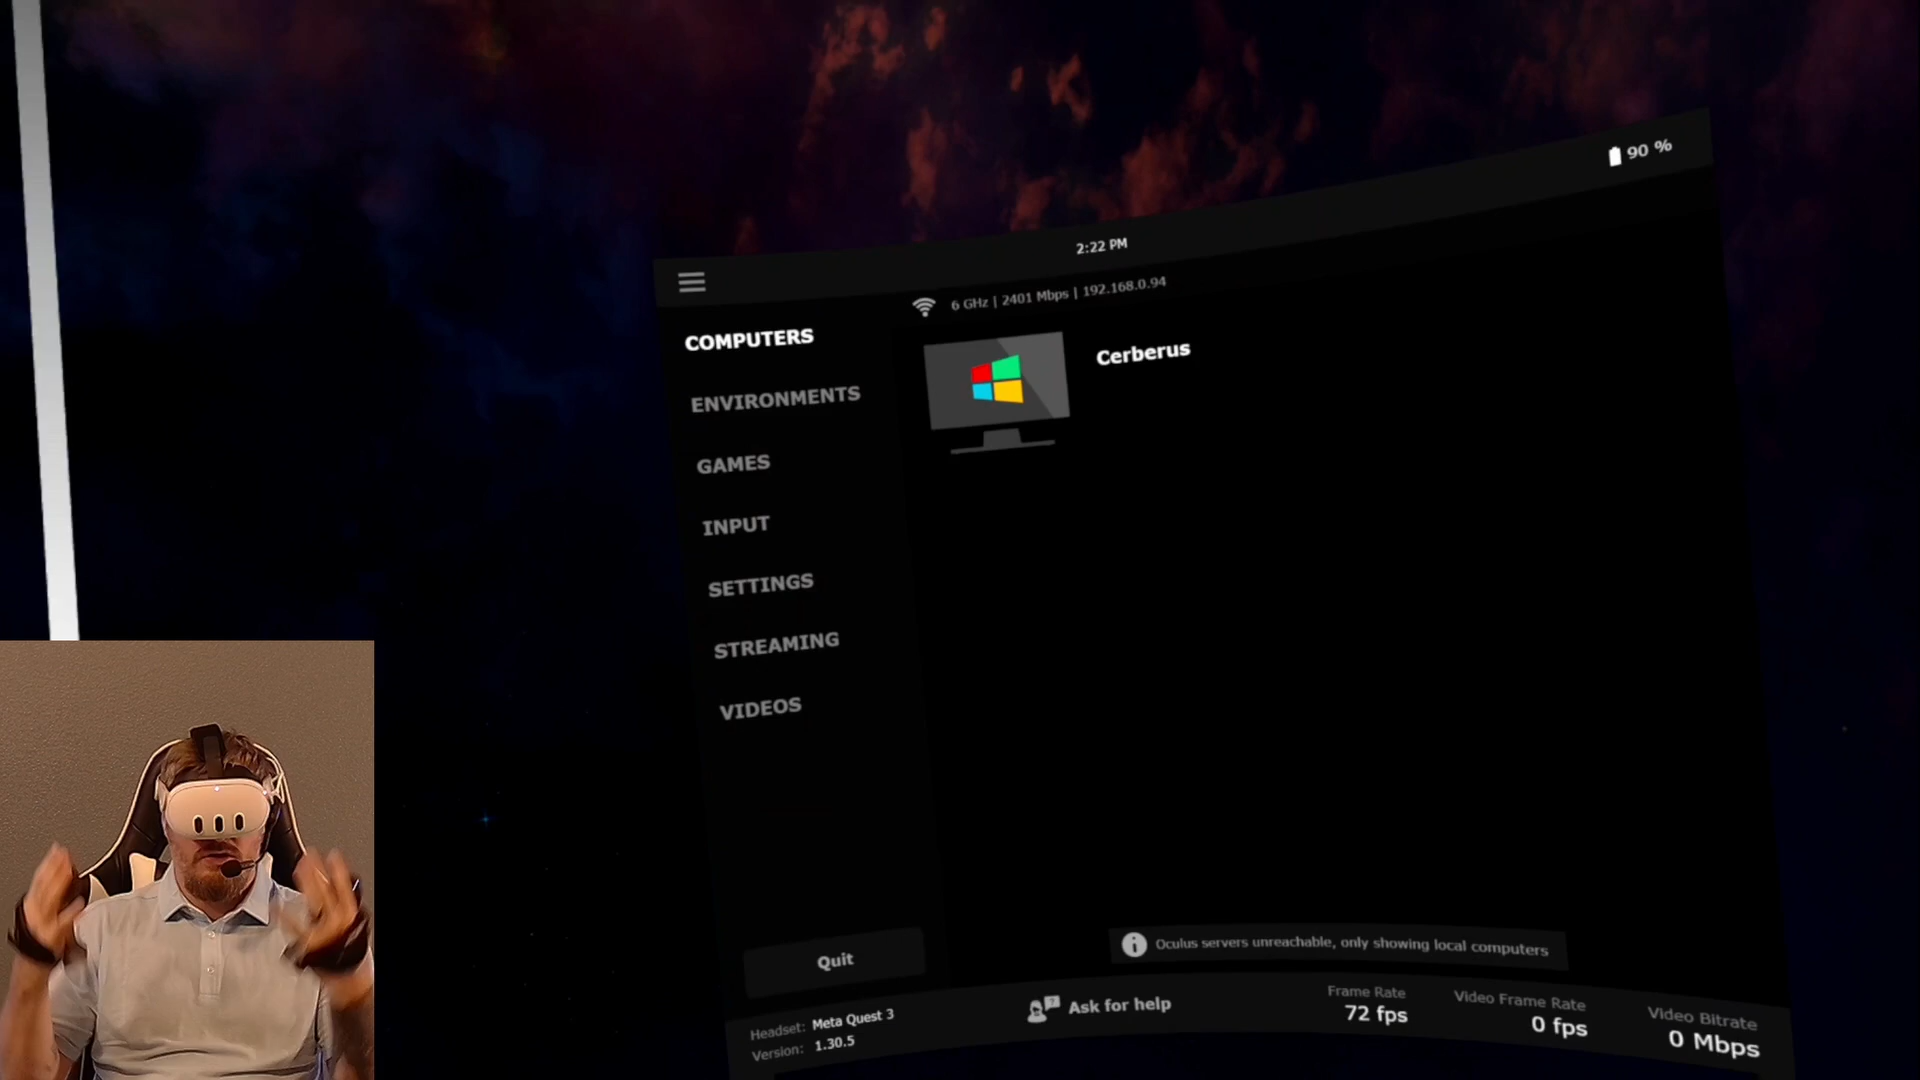 90 %
2:22 PM
6 GHz | 2401 Mbps | 192.168.0.94
COMPUTERS
Cerberus
ENVIRONMENTS
GAMES
INPUT
SETTINGS
STREAMING
VIDEOS
Quit
Oculus servers unreachable, only showing local computers
Headset: Meta Quest 3
Version: 1.30.5
Ask for help
Frame Rate
72 fps
Video Frame Rate
0 fps
Video Bitrate
0 Mbps